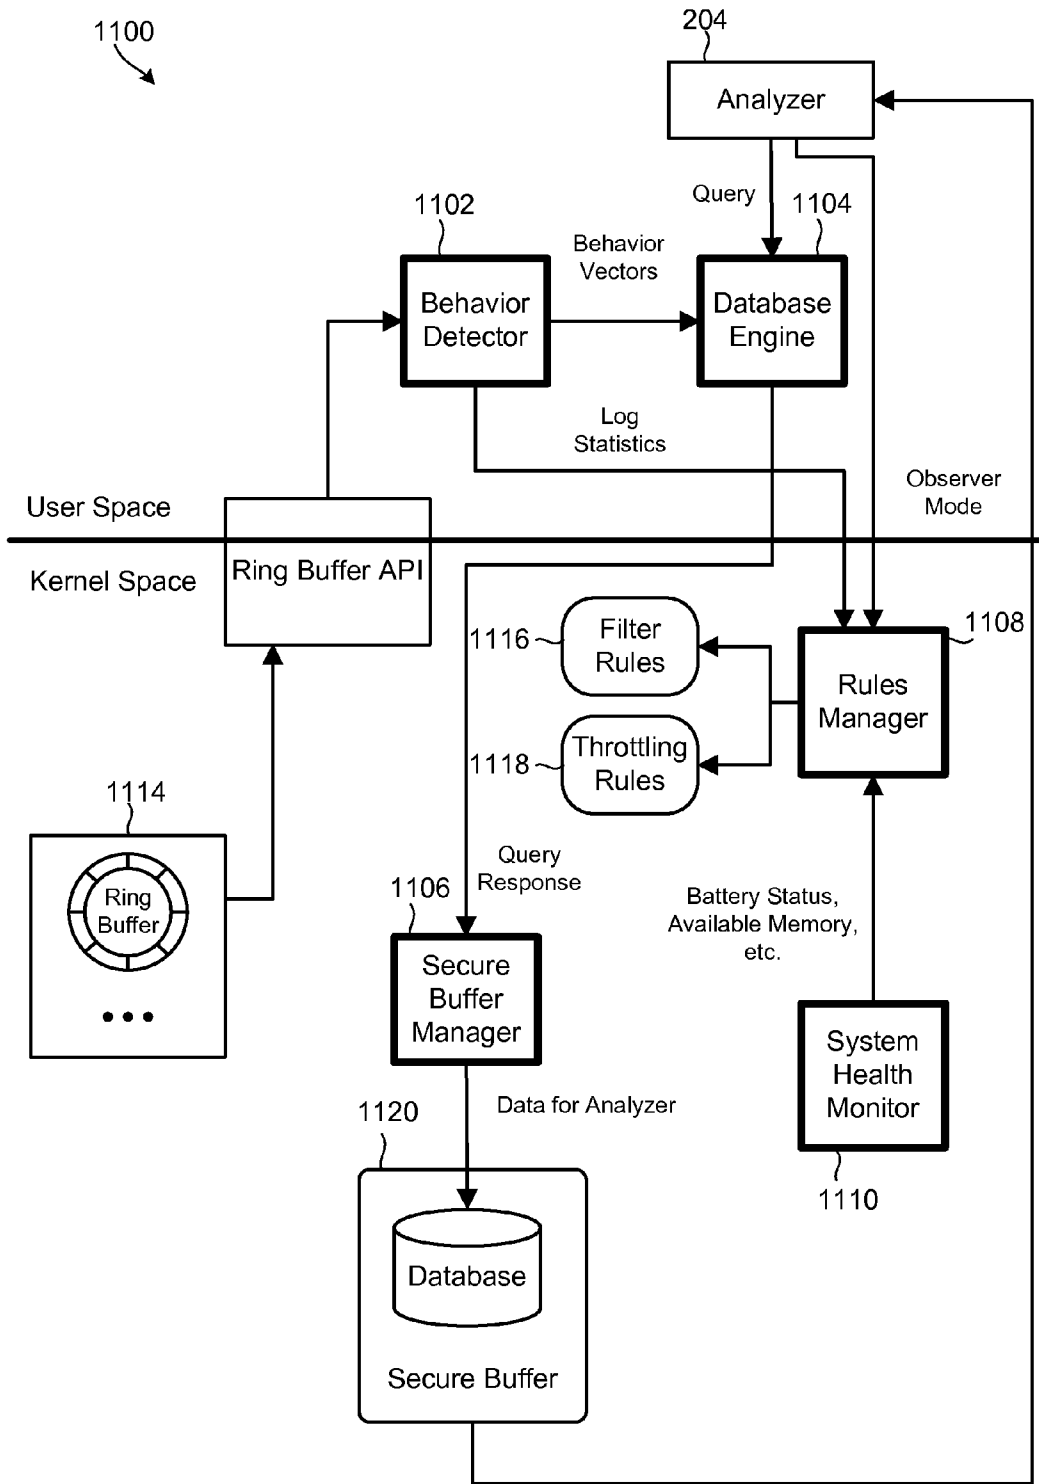 1100
204
Analyzer
Query
1104
1102
Behavior
Vectors
Behavior
Detector
Database
Engine
Log
Statistics
Observer
Mode
User Space
Kernel Space
Ring Buffer API
1116
Filter
Rules
1108
Rules
Manager
1118
Throttling
Rules
1114
Ring
Buffer
Query
Response
1106
Secure
Buffer
Manager
Battery Status,
Available Memory,
etc.
System
Health
Monitor
1110
Data for Analyzer
1120
Database
Secure Buffer